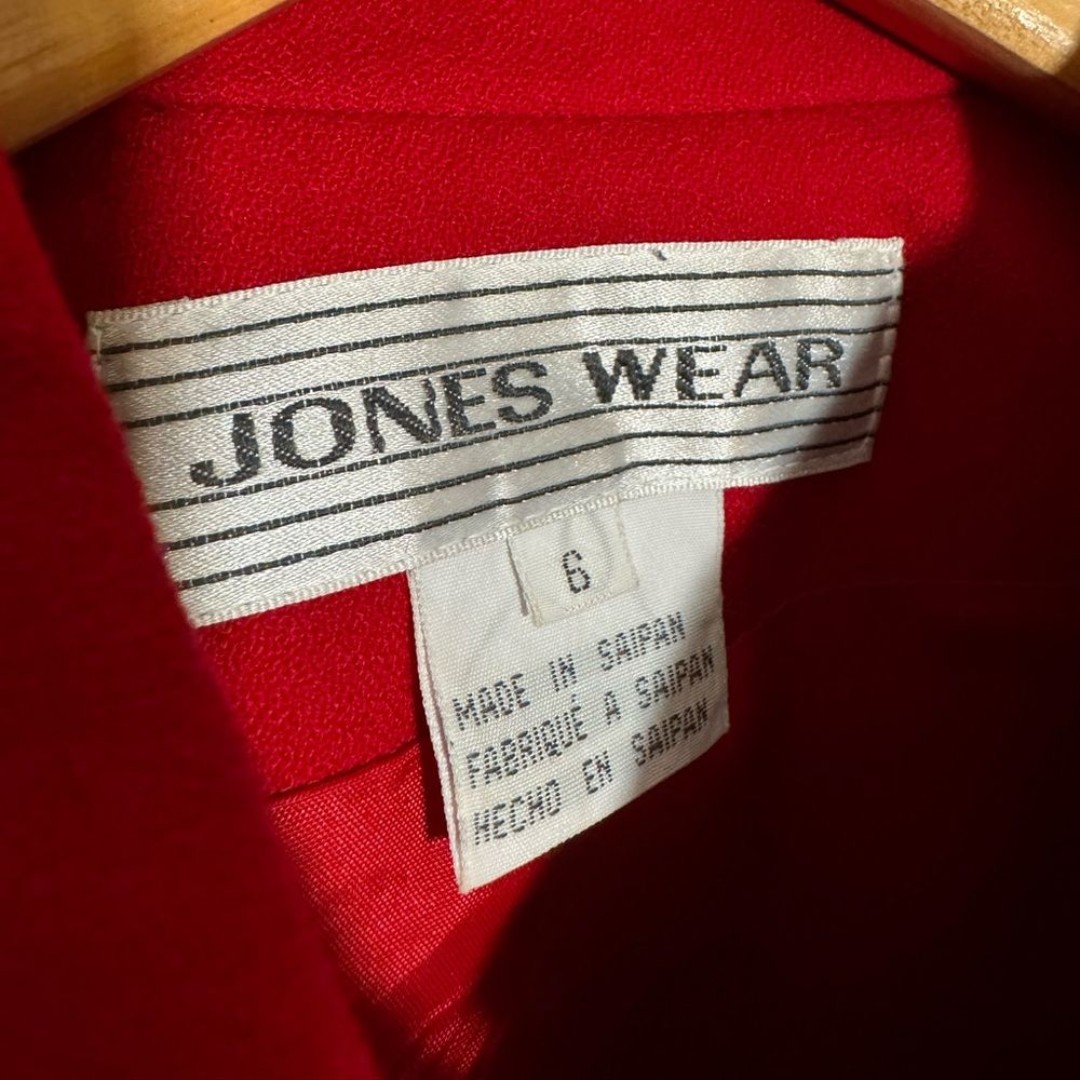 JONES WEAR
6
MADE IN SAIPAN
FABRIQUÉ A SAIPAN
HECHO EN SAIPAN